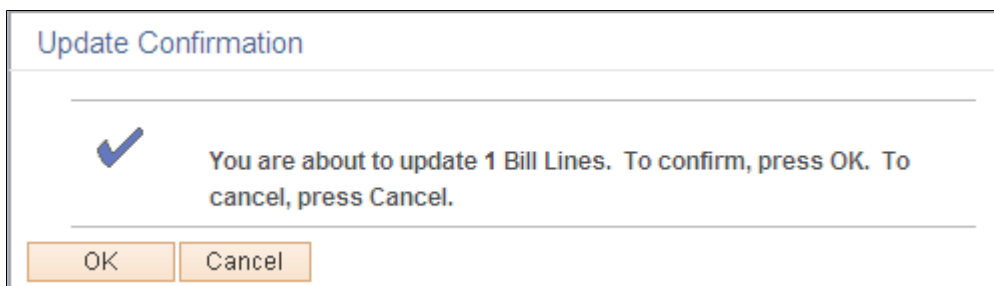 Update Confirmation
You are about to update 1 Bill Lines. To confirm, press OK. To
cancel, press Cancel.
OK Cancel